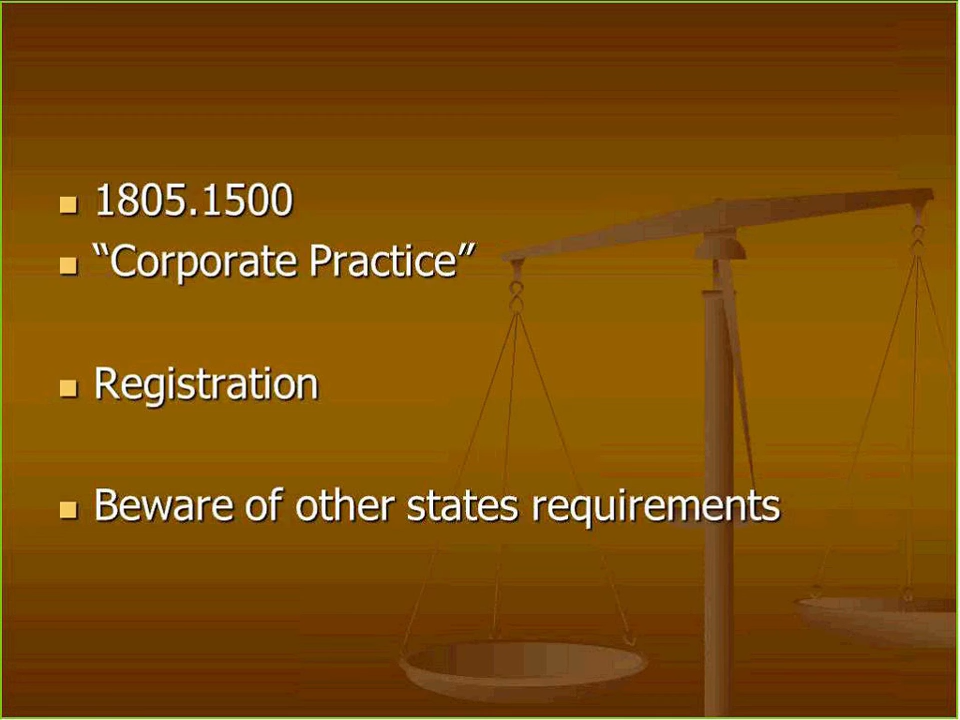 1805.1500
“Corporate Practice”
Registration
Beware of other states requirements